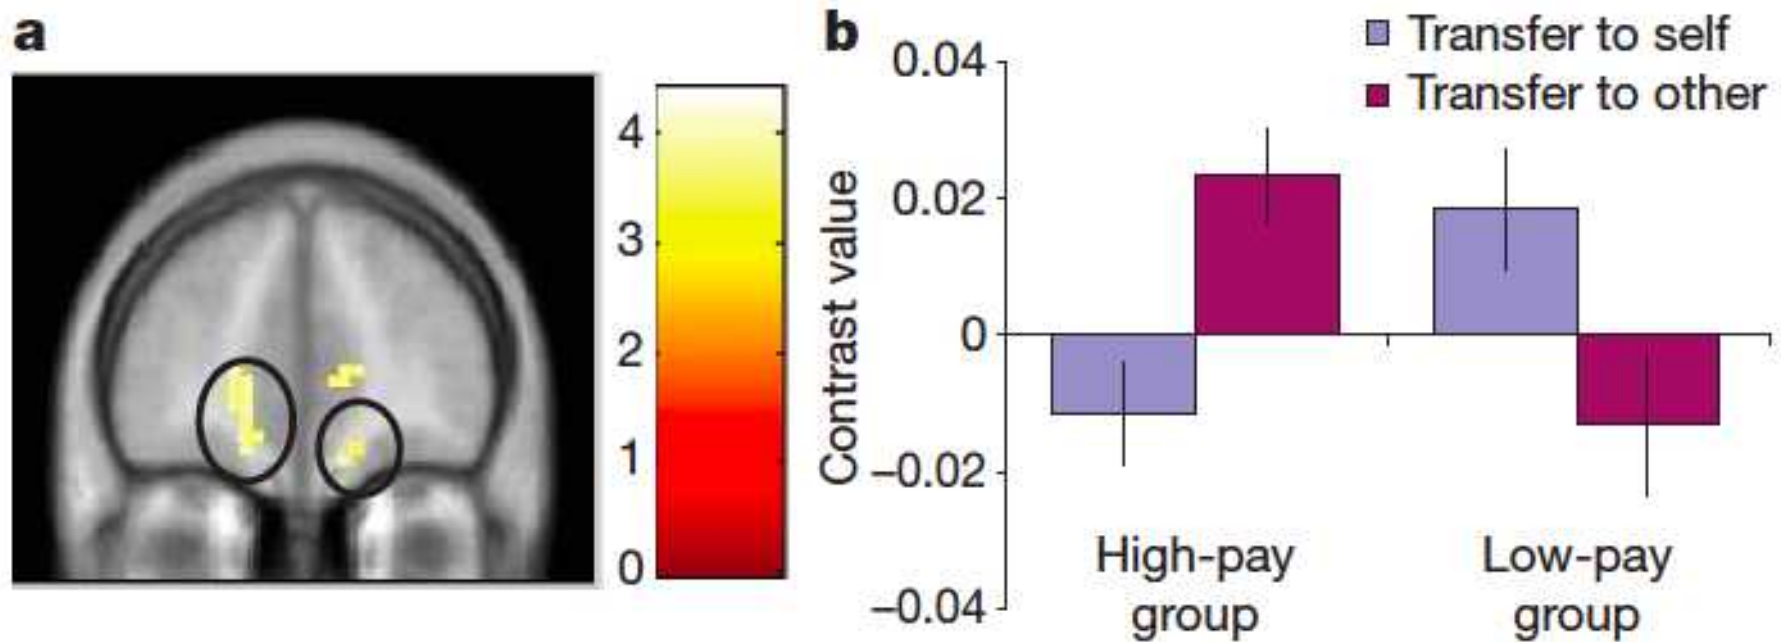 a
4
3
2
1
0
b
Transfer to self
Transfer to other
Contrast value
0.04
0.02
0
–0.02
–0.04
High-pay
group
Low-pay
group